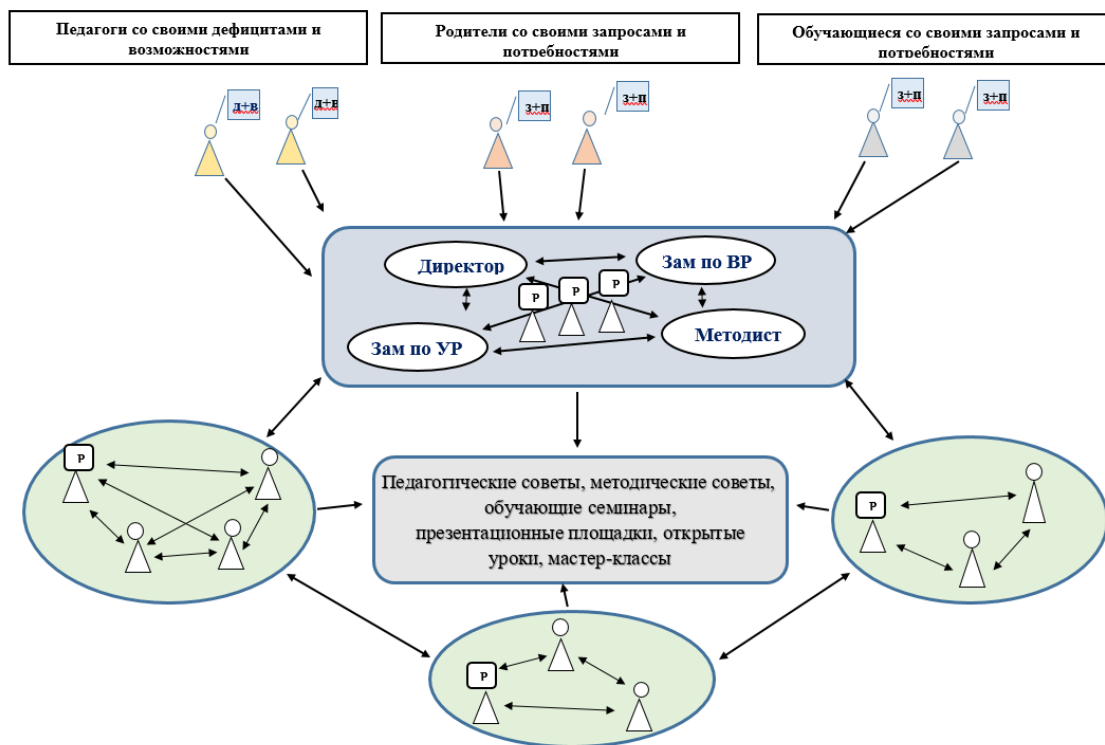 Педагоги со своими дефицитами и
возможностями
Родители со своими запросами и
потребностями
Обучающиеся со своими запросами и
потребностями
д+в
д+в
з+п
з+п
з+п
з+п
Директор
Зам по ВР
Р
Р
Р
Зам по УР
Методист
Р
Педагогические советы, методические советы,
обучающие семинары,
презентационные площадки, открытые
уроки, мастер-классы
Р
Р